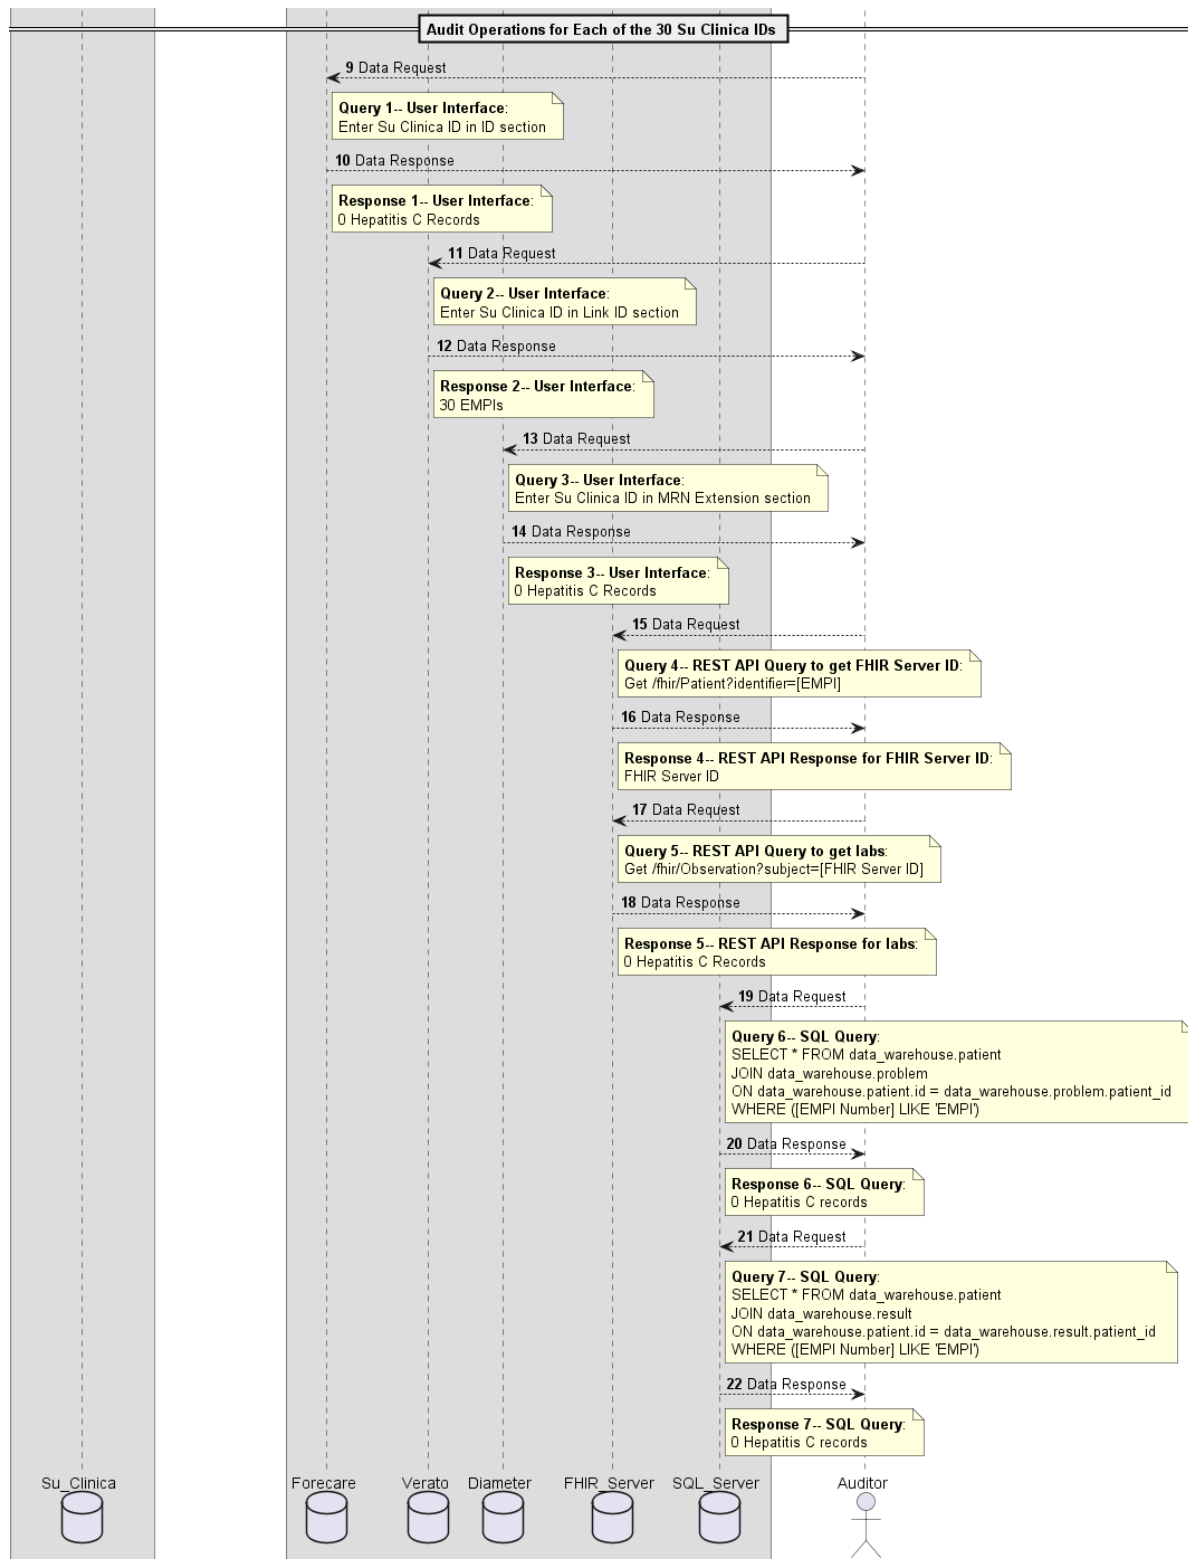 Audit Operations for Each of the 30 Su Clinica IDs
9 Data Request
Query 1-- User Interface:
Enter Su Clinica ID in ID section
10 Data Response
Response 1-- User Interface:
0 Hepatitis C Records
11 Data Request
Query 2-- User Interface:
Enter Su Clinica ID in Link ID section
12 Data Response
Response 2-- User Interface:
30 EMPIs
13 Data Request
Query 3-- User Interface:
Enter Su Clinica ID in MRN Extension section
14 Data Response
Response 3-- User Interface:
0 Hepatitis C Records
15 Data Request
Query 4-- REST API Query to get FHIR Server ID:
Get /fhir/Patient?identifier=[EMPI]
16 Data Response
Response 4-- REST API Response for FHIR Server ID:
FHIR Server ID
17 Data Request
Query 5-- REST API Query to get labs:
Get /fhir/Observation?subject=[FHIR Server ID]
18 Data Response
Response 5-- REST API Response for labs:
0 Hepatitis C Records
19 Data Request
Query 6-- SQL Query:
SELECT * FROM data_warehouse.patient
JOIN data_warehouse.problem
ON data_warehouse.patient.id = data_warehouse.problem.patient_id
WHERE ([EMPI Number] LIKE 'EMPI')
20 Data Response
Response 6-- SQL Query:
0 Hepatitis C records
21 Data Request
Query 7-- SQL Query:
SELECT * FROM data_warehouse.patient
JOIN data_warehouse.result
ON data_warehouse.patient.id = data_warehouse.result.patient_id
WHERE ([EMPI Number] LIKE 'EMPI')
22 Data Response
Response 7-- SQL Query:
0 Hepatitis C records
Su_Clinica Forecare Verato Diameter FHIR_Server SQL_Server Auditor